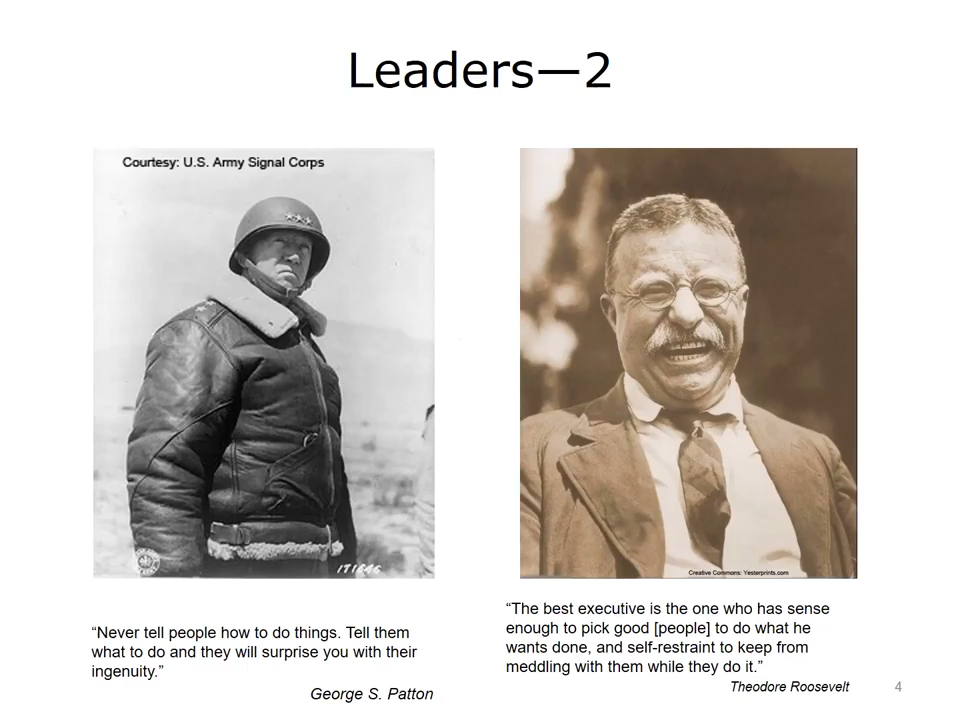 Leaders—2
Courtesy: U.S. Army Signal Corps
171646
Creative Commons: Yesterprints.com
“Never tell people how to do things. Tell them
what to do and they will surprise you with their
ingenuity.”
George S. Patton
“The best executive is the one who has sense
enough to pick good [people] to do what he
wants done, and self-restraint to keep from
meddling with them while they do it.”
Theodore Roosevelt
4